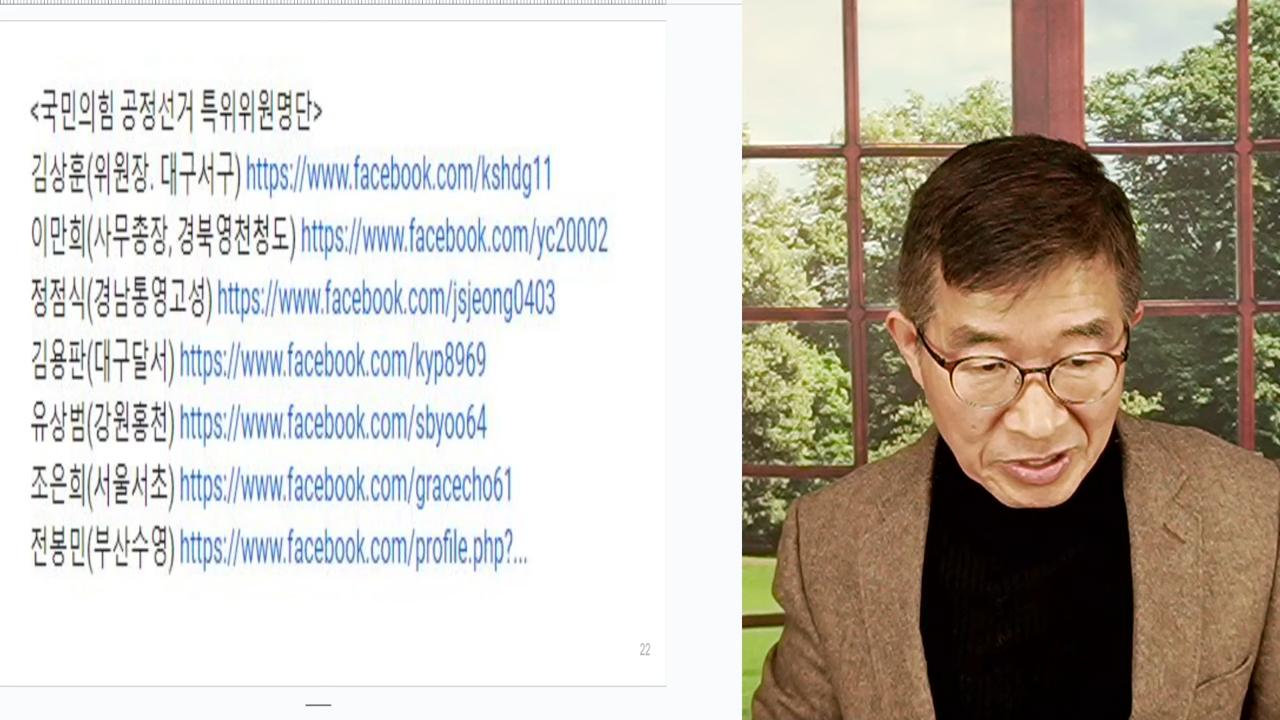 <국민의힘 공정선거 특위위원명단>
김상훈(위원장. 대구서구) https://www.facebook.com/kshdg11
이만희(사무총장, 경북영천청도) https://www.facebook.com/yc20002
정점식(경남통영고성) https://www.facebook.com/jsjeong0403
김용판(대구달서) https://www.facebook.com/kyp8969
유상범(강원홍천) https://www.facebook.com/sbyoo64
조은희(서울서초) https://www.facebook.com/gracecho61
전봉민(부산수영) https://www.facebook.com/profile.php?...
22